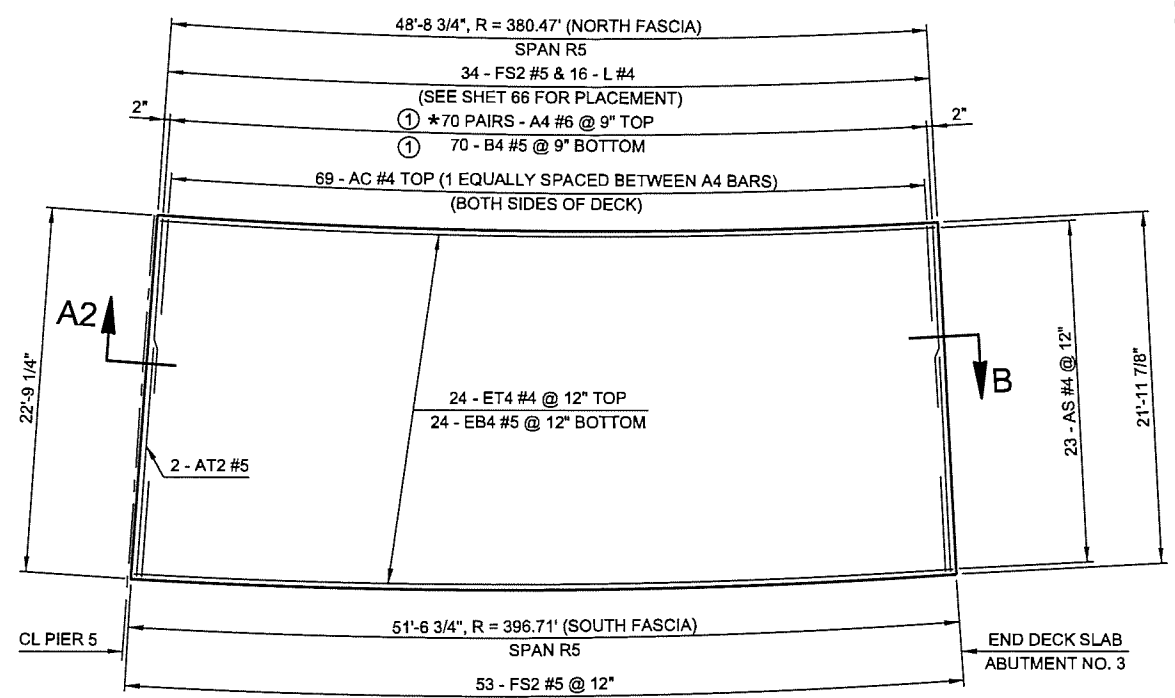 48'-8 3/4", R = 380.47' (NORTH FASCIA)
SPAN R5
34 - FS2 #5 & 16 - L #4
(SEE SHET 66 FOR PLACEMENT)
2"
① *70 PAIRS - A4 #6 @ 9" TOP
2"
① 70 - B4 #5 @ 9" BOTTOM
69 - AC #4 TOP (1 EQUALLY SPACED BETWEEN A4 BARS)
(BOTH SIDES OF DECK)
A2
B
22'-9 1/4"
24 - ET4 #4 @ 12" TOP
24 - EB4 #5 @ 12" BOTTOM
23 - AS #4 @ 12"
21'-11 7/8"
2 - AT2 #5
51'-6 3/4", R = 396.71' (SOUTH FASCIA)
SPAN R5
CL PIER 5
END DECK SLAB
ABUTMENT NO. 3
53 - FS2 #5 @ 12"